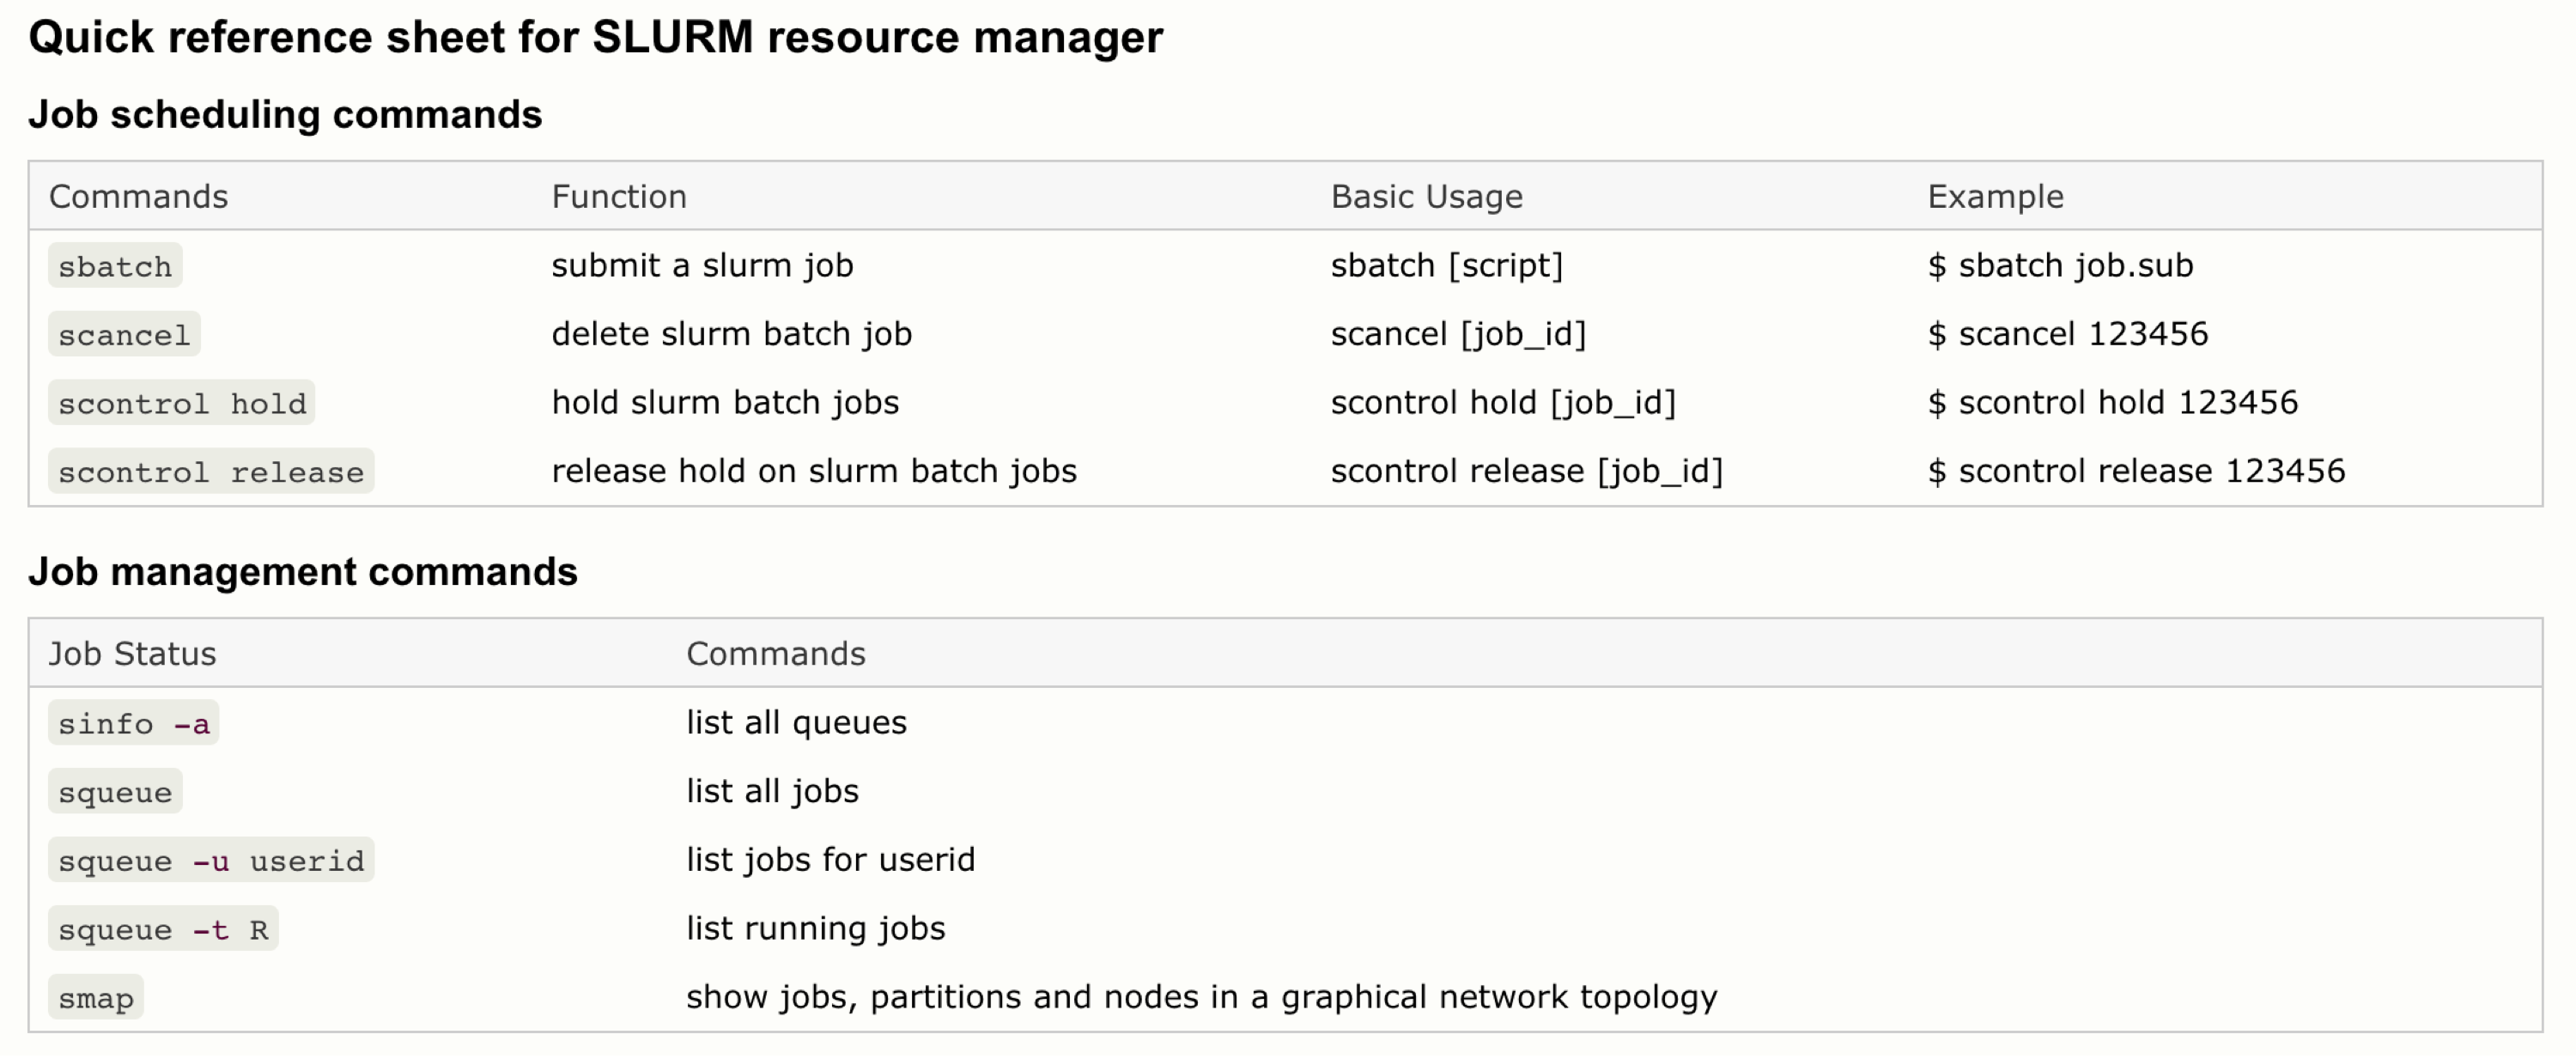 Quick reference sheet for SLURM resource manager
Job scheduling commands
Commands Function Basic Usage Example
sbatch submit a slurm job sbatch [script] $ sbatch job.sub
scancel delete slurm batch job scancel [job_id] $ scancel 123456
scontrol hold hold slurm batch jobs scontrol hold [job_id] $ scontrol hold 123456
scontrol release release hold on slurm batch jobs scontrol release [job_id] $ scontrol release 123456
Job management commands
Job Status Commands
sinfo -a list all queues
squeue list all jobs
squeue -u userid list jobs for userid
squeue -t R list running jobs
smap show jobs, partitions and nodes in a graphical network topology